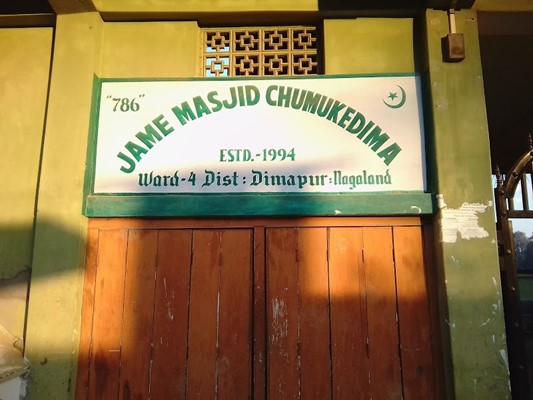 "786"
JAME MASJID CHUMUKEDIMA
ESTD.-1994
Ward-4 Dist: Dimapur:Nagaland